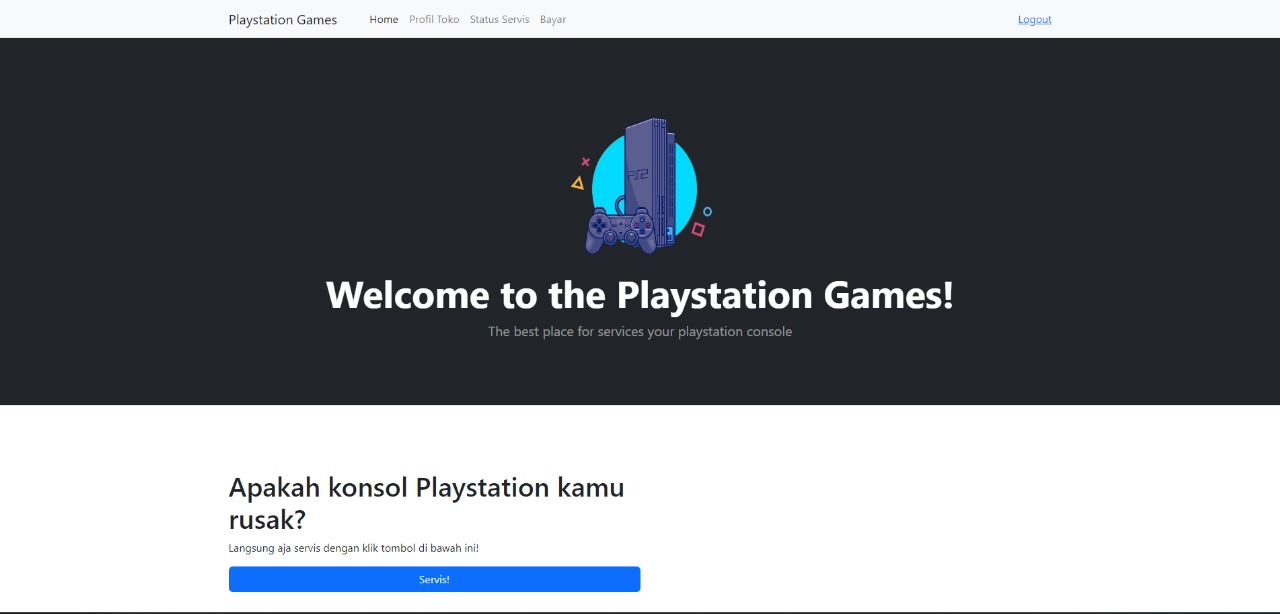 Playstation Games Home Profil Toko Status Servis Bayar Logout
PS2
Welcome to the Playstation Games!
The best place for services your playstation console
Apakah konsol Playstation kamu
rusak?
Langsung aja servis dengan klik tombol di bawah ini!
Servis!